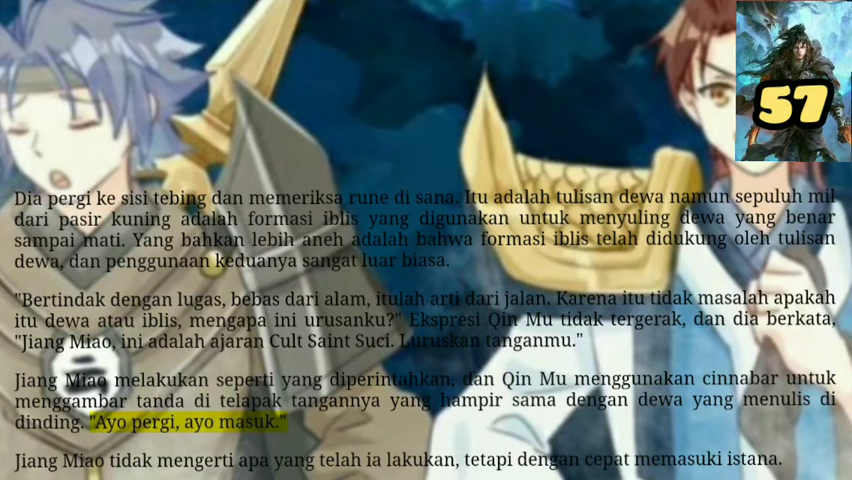 57
Dia pergi ke sisi tebing dan memeriksa rune di sana. Itu adalah tulisan dewa namun sepuluh mil
dari pasir kuning adalah formasi iblis yang digunakan untuk menyuling dewa yang benar
sampai mati. Yang bahkan lebih aneh adalah bahwa formasi iblis telah didukung oleh tulisan
dewa, dan penggunaan keduanya sangat luar biasa.
"Bertindak dengan lugas, bebas dari alam, itulah arti dari jalan. Karena itu tidak masalah apakah
itu dewa atau iblis, mengapa ini urusanku?" Ekspresi Qin Mu tidak tergerak, dan dia berkata,
"Jiang Miao, ini adalah ajaran Cult Saint Suci. Luruskan tanganmu."
Jiang Miao melakukan seperti yang diperintahkan, dan Qin Mu menggunakan cinnabar untuk
menggambar tanda di telapak tangannya yang hampir sama dengan dewa yang menulis di
dinding. "Ayo pergi, ayo masuk."
Jiang Miao tidak mengerti apa yang telah ia lakukan, tetapi dengan cepat memasuki istana.